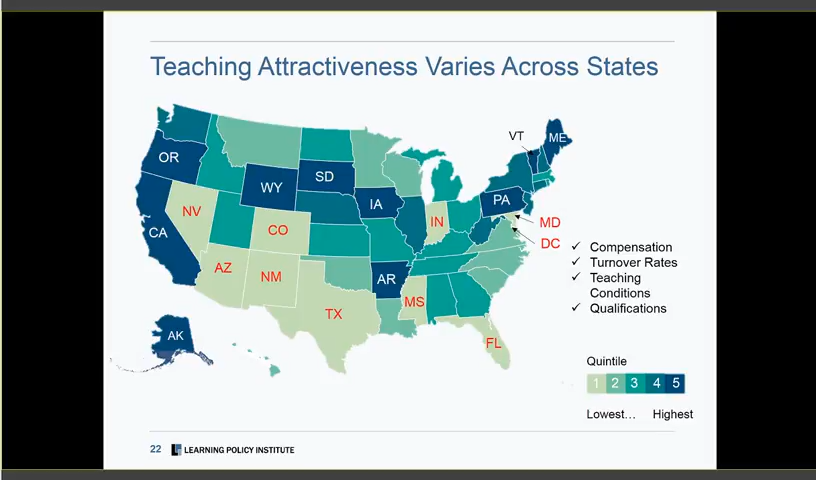 Teaching Attractiveness Varies Across States
VT
ME
OR
SD
WY
PA
IA
NV
IN
MD
CO
CA
DC
✓ Compensation
✓ Turnover Rates
✓ Teaching
Conditions
✓ Qualifications
AZ
NM
AR
MS
TX
AK
FL
Quintile
1 2 3 4 5
Lowest… Highest
22 LEARNING POLICY INSTITUTE